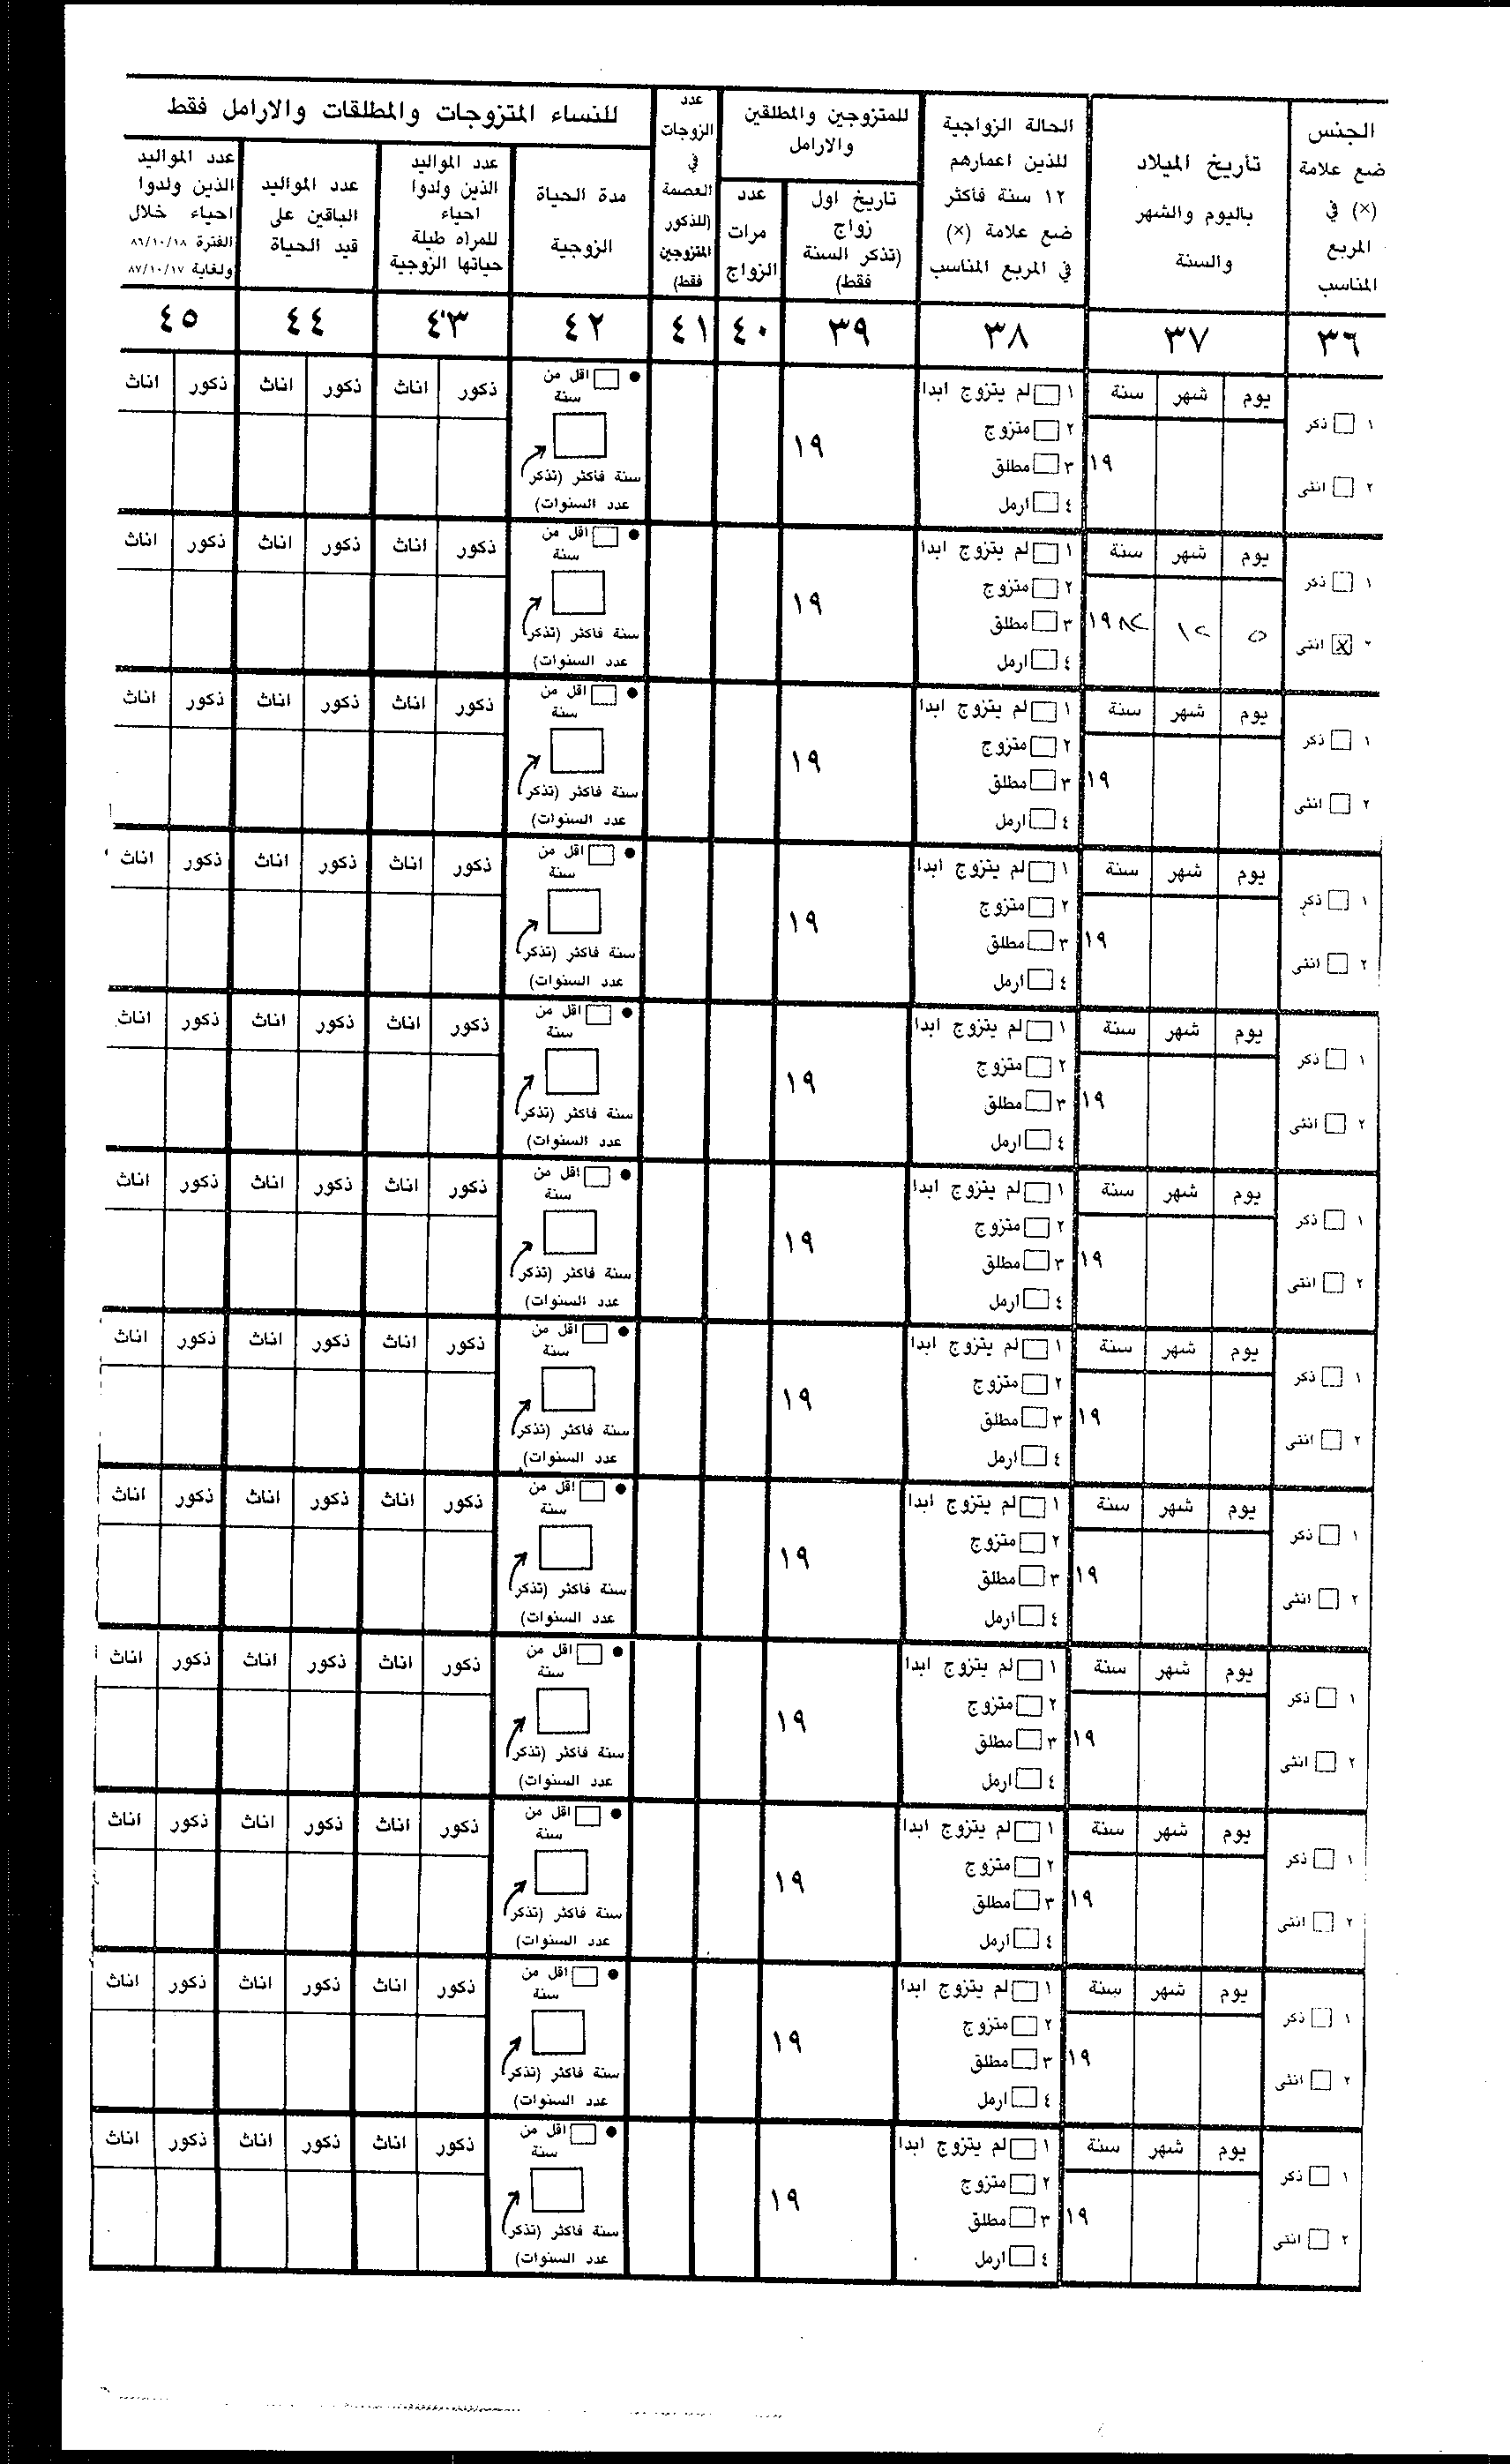 الجنس
ضع علامة
(×) في
المربع
المناسب
تأريخ الميلاد
باليوم والشهر
والسنة
الحالة الزواجية
للذين اعمارهم
١٢ سنة فأكثر
ضع علامة (×)
في المربع المناسب
للمتزوجين والمطلقين
والارامل
تاريخ اول
زواج
(تذكر السنة
فقط)
عدد
مرات
الزواج
عدد
الزوجات
في
العصمة
(للذكور
المتزوجين
فقط)
للنساء المتزوجات والمطلقات والارامل فقط
مدة الحياة
الزوجية
عدد المواليد
الذين ولدوا
احياء
للمراه طيلة
حياتها الزوجية
عدد المواليد
الباقين على
قيد الحياة
عدد المواليد
الذين ولدوا
احياء خلال
الفترة ٨٦/١٠/١٨
ولغاية ٨٧/١٠/١٧
٣٦ ٣٧ ٣٨ ٣٩ ٤٠ ٤١ ٤٢ ٤٣ ٤٤ ٤٥
١ ذكر
٢ انثى
يوم شهر سنة
١٩
١ لم يتزوج ابدا
٢ متزوج
٣ مطلق
٤ ارمل
١٩
اقل من
سنة
سنة فاكثر (تذكر
عدد السنوات)
ذكور اناث ذكور اناث ذكور اناث
١ ذكر
٢ x انثى
يوم شهر سنة
٥ ١٢ ١٩٨٢
١ لم يتزوج ابدا
٢ متزوج
٣ مطلق
٤ ارمل
١٩
اقل من
سنة
سنة فاكثر (تذكر
عدد السنوات)
ذكور اناث ذكور اناث ذكور اناث
١ ذكر
٢ انثى
يوم شهر سنة
١٩
١ لم يتزوج ابدا
٢ متزوج
٣ مطلق
٤ ارمل
١٩
اقل من
سنة
سنة فاكثر (تذكر
عدد السنوات)
ذكور اناث ذكور اناث ذكور اناث
١ ذكر
٢ انثى
يوم شهر سنة
١٩
١ لم يتزوج ابدا
٢ متزوج
٣ مطلق
٤ ارمل
١٩
اقل من
سنة
سنة فاكثر (تذكر
عدد السنوات)
ذكور اناث ذكور اناث ذكور اناث
١ ذكر
٢ انثى
يوم شهر سنة
١٩
١ لم يتزوج ابدا
٢ متزوج
٣ مطلق
٤ ارمل
١٩
اقل من
سنة
سنة فاكثر (تذكر
عدد السنوات)
ذكور اناث ذكور اناث ذكور اناث
١ ذكر
٢ انثى
يوم شهر سنة
١٩
١ لم يتزوج ابدا
٢ متزوج
٣ مطلق
٤ ارمل
١٩
اقل من
سنة
سنة فاكثر (تذكر
عدد السنوات)
ذكور اناث ذكور اناث ذكور اناث
١ ذكر
٢ انثى
يوم شهر سنة
١٩
١ لم يتزوج ابدا
٢ متزوج
٣ مطلق
٤ ارمل
١٩
اقل من
سنة
سنة فاكثر (تذكر
عدد السنوات)
ذكور اناث ذكور اناث ذكور اناث
١ ذكر
٢ انثى
يوم شهر سنة
١٩
١ لم يتزوج ابدا
٢ متزوج
٣ مطلق
٤ ارمل
١٩
اقل من
سنة
سنة فاكثر (تذكر
عدد السنوات)
ذكور اناث ذكور اناث ذكور اناث
١ ذكر
٢ انثى
يوم شهر سنة
١٩
١ لم يتزوج ابدا
٢ متزوج
٣ مطلق
٤ ارمل
١٩
اقل من
سنة
سنة فاكثر (تذكر
عدد السنوات)
ذكور اناث ذكور اناث ذكور اناث
١ ذكر
٢ انثى
يوم شهر سنة
١٩
١ لم يتزوج ابدا
٢ متزوج
٣ مطلق
٤ ارمل
١٩
اقل من
سنة
سنة فاكثر (تذكر
عدد السنوات)
ذكور اناث ذكور اناث ذكور اناث
١ ذكر
٢ انثى
يوم شهر سنة
١٩
١ لم يتزوج ابدا
٢ متزوج
٣ مطلق
٤ ارمل
١٩
اقل من
سنة
سنة فاكثر (تذكر
عدد السنوات)
ذكور اناث ذكور اناث ذكور اناث
١ ذكر
٢ انثى
يوم شهر سنة
١٩
١ لم يتزوج ابدا
٢ متزوج
٣ مطلق
٤ ارمل
١٩
اقل من
سنة
سنة فاكثر (تذكر
عدد السنوات)
ذكور اناث ذكور اناث ذكور اناث